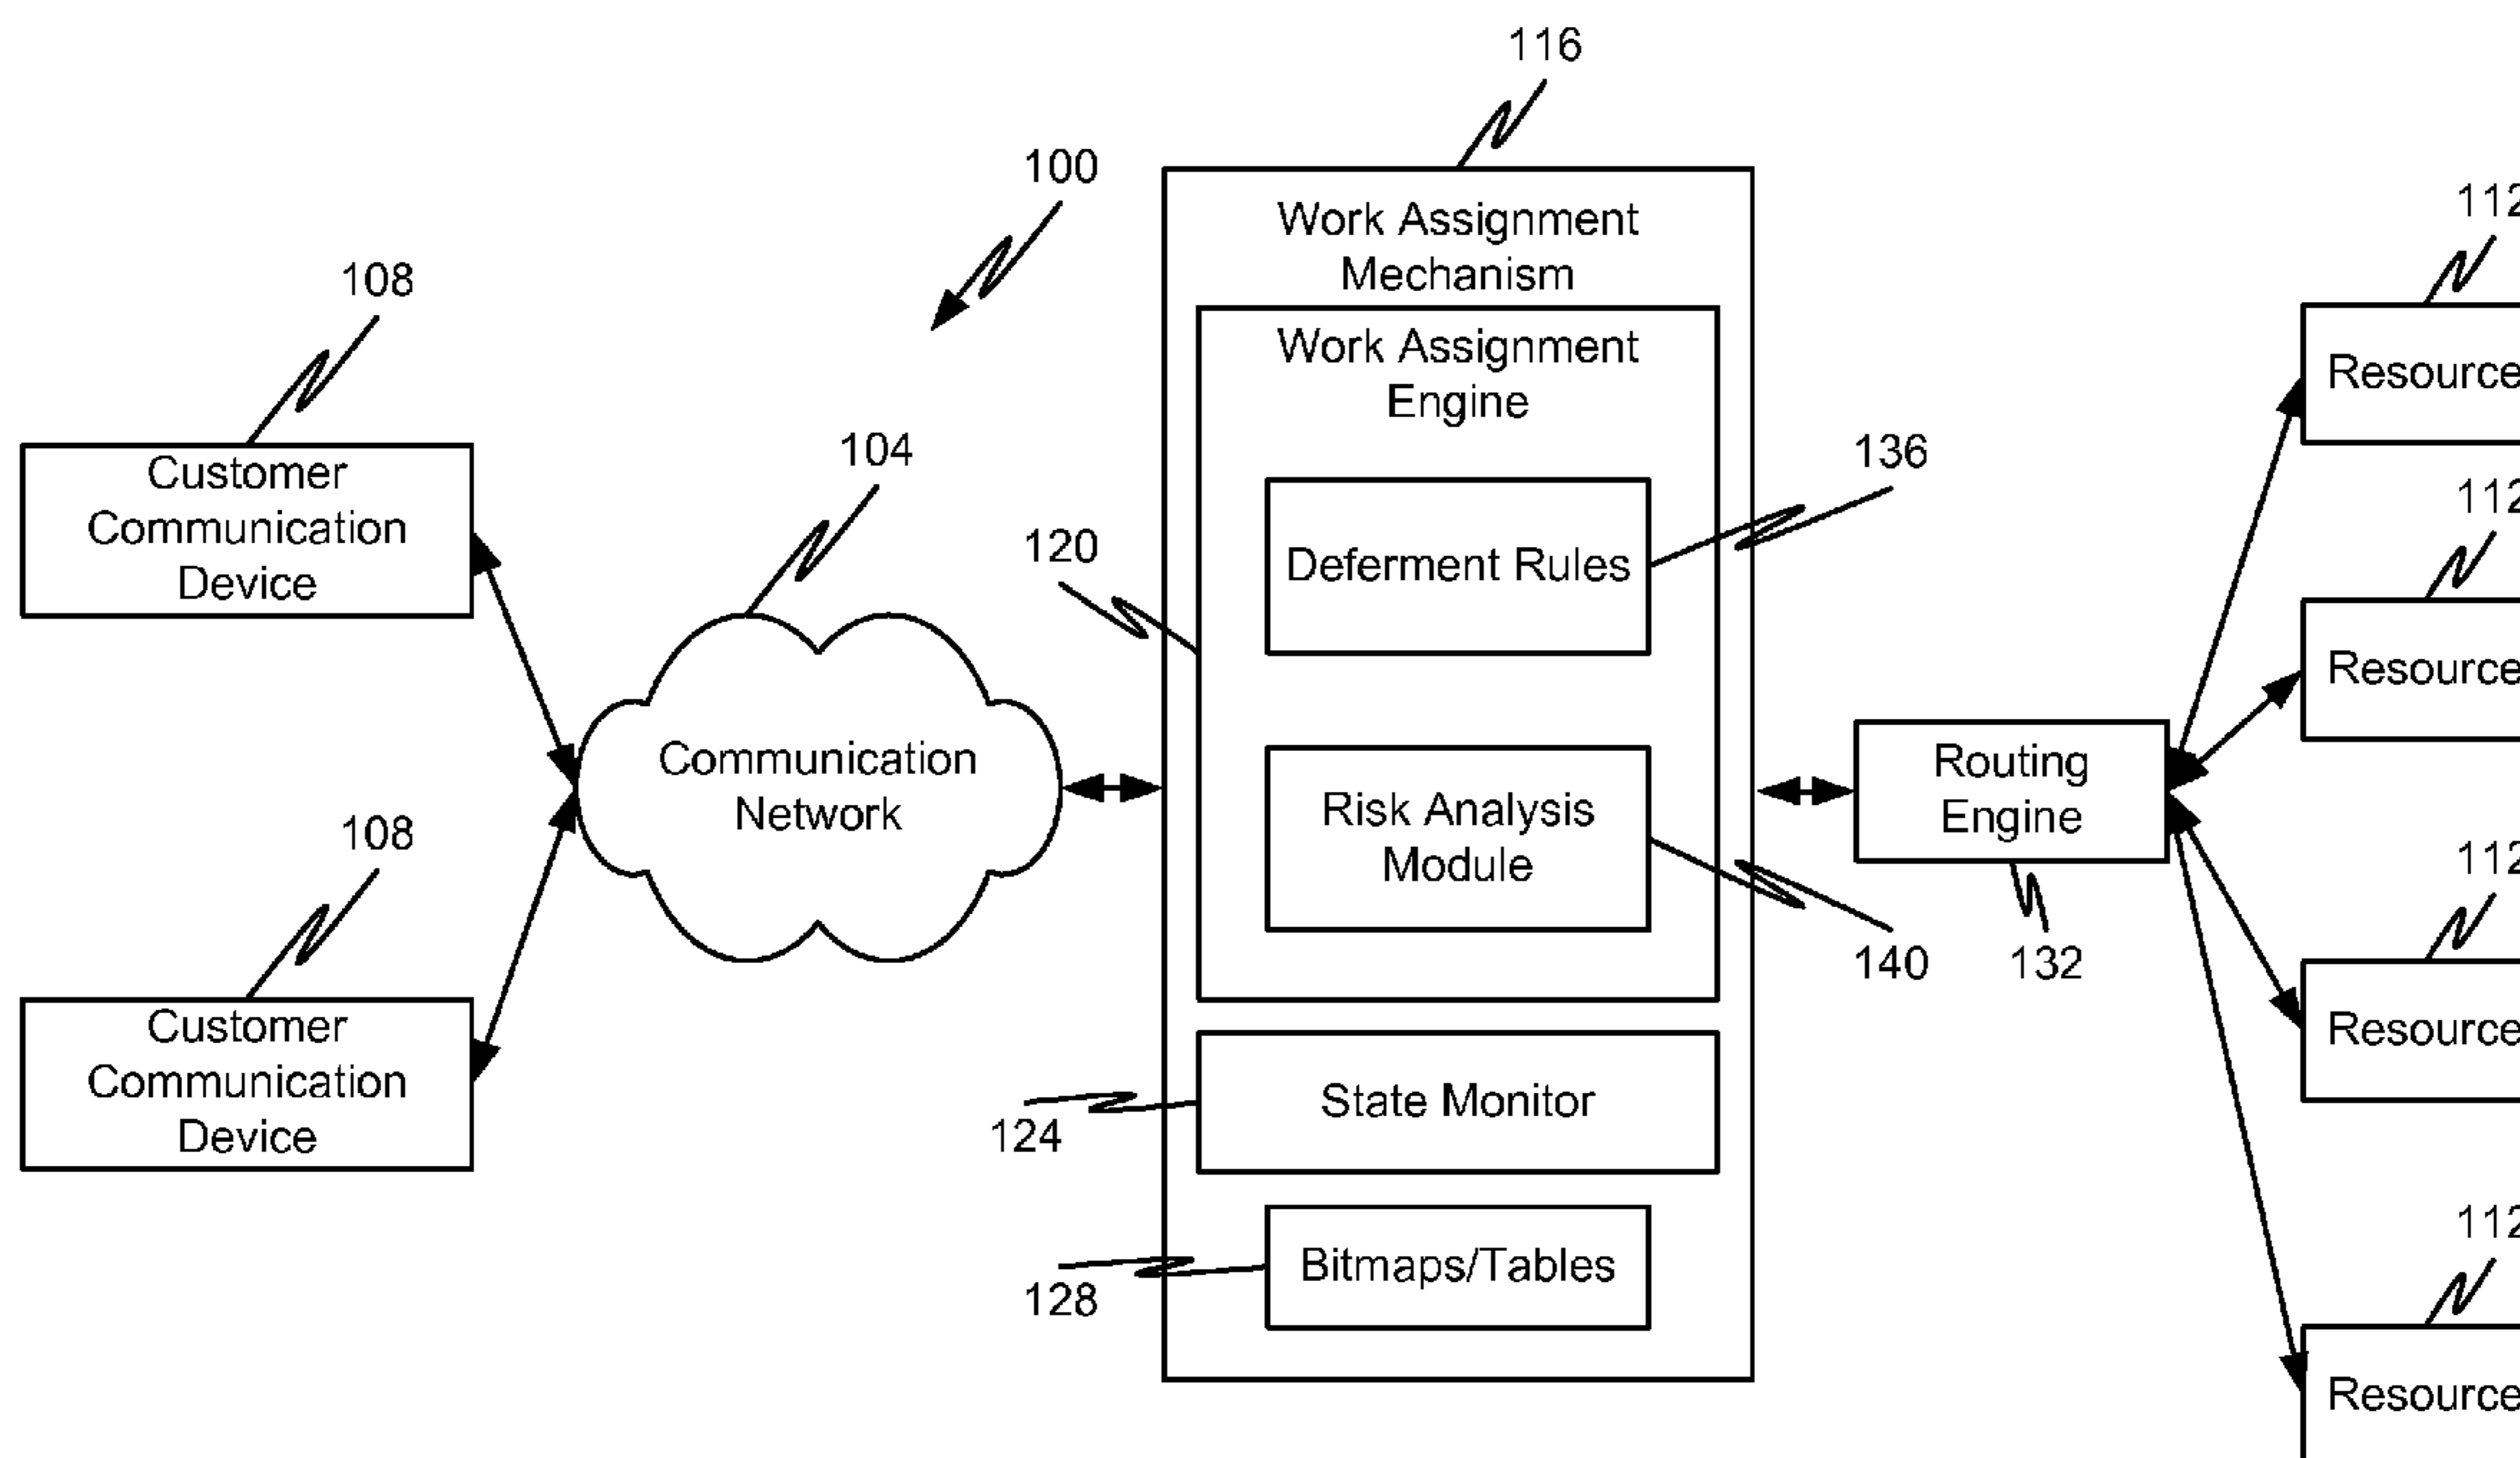 116
100
Work Assignment
Mechanism
112
108
Work Assignment
Engine
Resource
104
136
Customer
Communication
Device
112
120
Deferment Rules
Resource
Communication
Network
Routing
Engine
Risk Analysis
Module
108
112
140
132
Customer
Communication
Device
Resource
State Monitor
124
112
Bitmaps/Tables
128
Resource